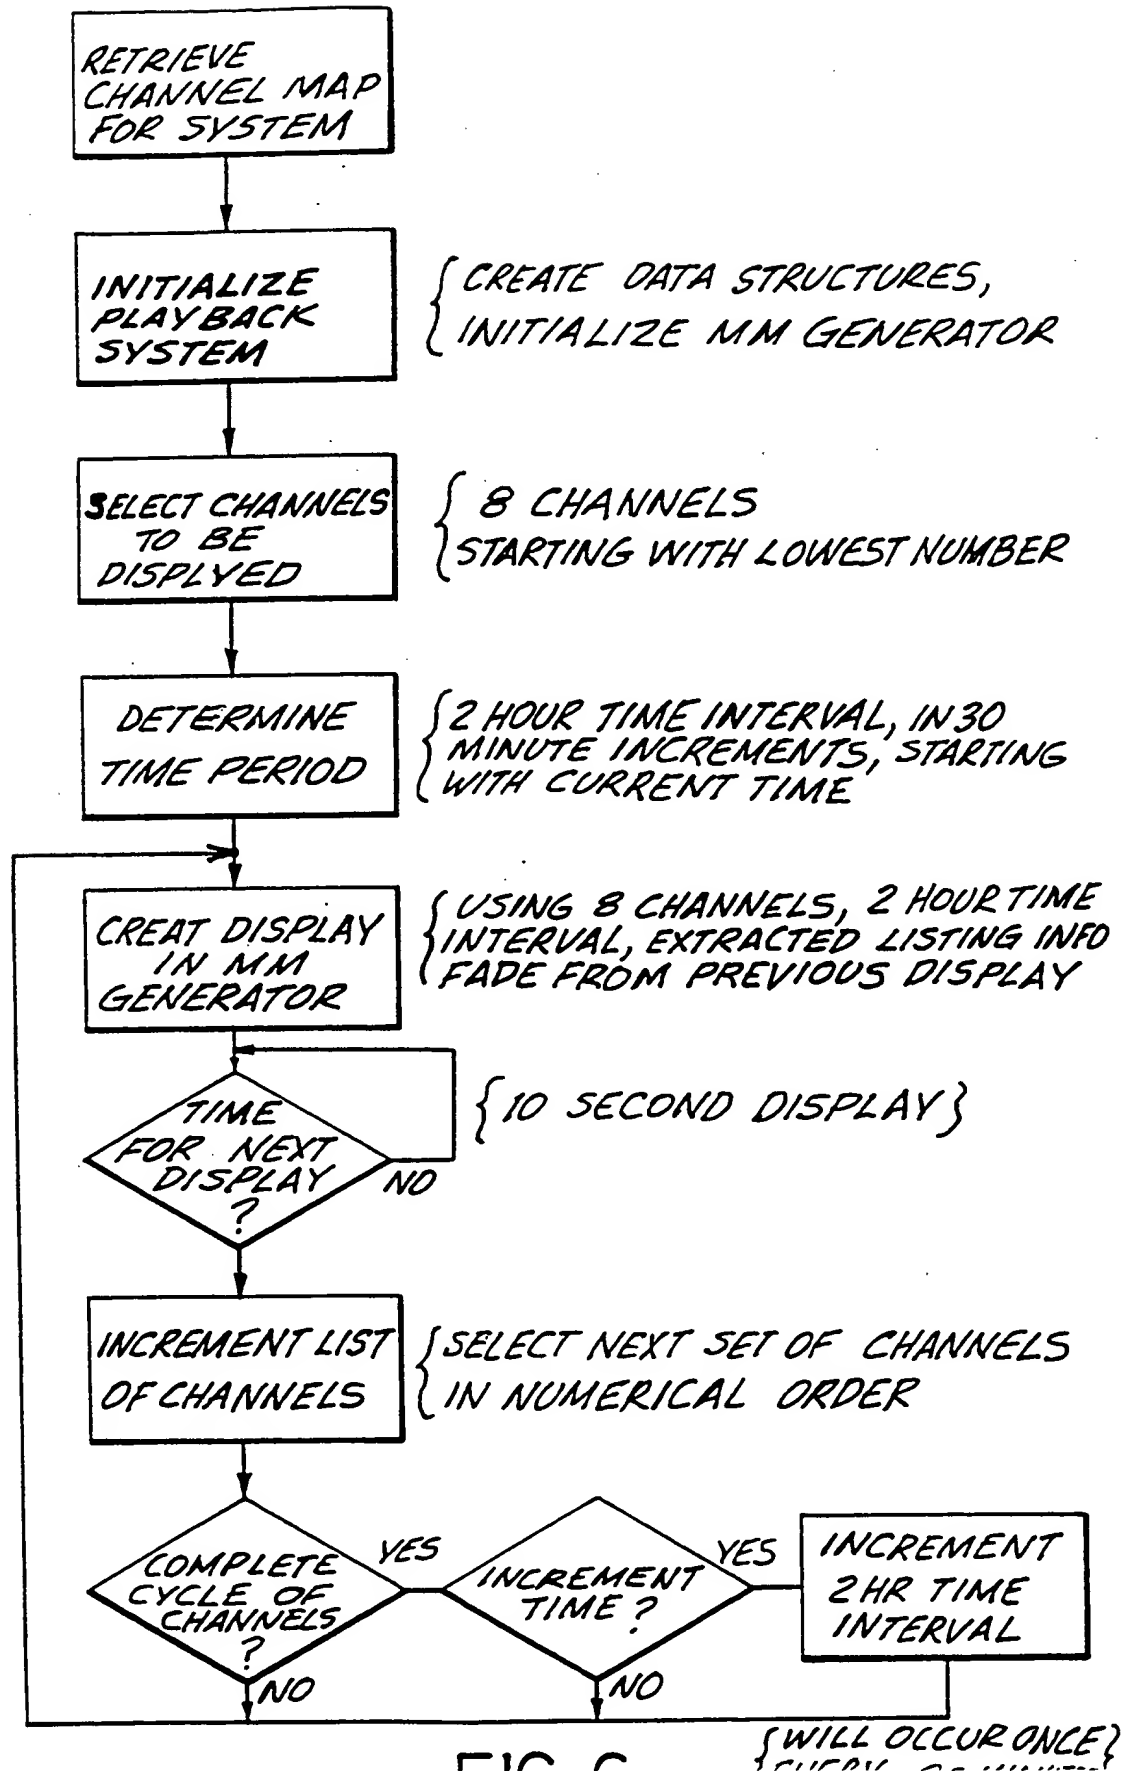 RETRIEVE
CHANNEL MAP
FOR SYSTEM
INITIALIZE
PLAYBACK
SYSTEM
{ CREATE DATA STRUCTURES,
INITIALIZE MM GENERATOR
SELECT CHANNELS
TO BE
DISPLYED
{ 8 CHANNELS
STARTING WITH LOWEST NUMBER
DETERMINE
TIME PERIOD
{ 2 HOUR TIME INTERVAL, IN 30
MINUTE INCREMENTS, STARTING
WITH CURRENT TIME
CREAT DISPLAY
IN MM
GENERATOR
{ USING 8 CHANNELS, 2 HOUR TIME
INTERVAL, EXTRACTED LISTING INFO
FADE FROM PREVIOUS DISPLAY
TIME
FOR NEXT
DISPLAY
?
NO
{ 10 SECOND DISPLAY }
INCREMENT LIST
OF CHANNELS
{ SELECT NEXT SET OF CHANNELS
IN NUMERICAL ORDER
COMPLETE
CYCLE OF
CHANNELS
?
YES
NO
INCREMENT
TIME?
YES
NO
INCREMENT
2 HR TIME
INTERVAL
{ WILL OCCUR ONCE }
EVERY
FIG